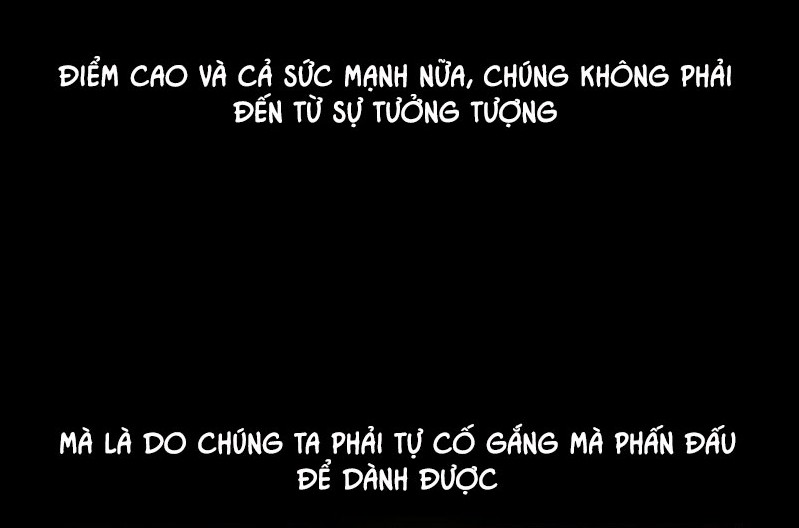 ĐIỂM CAO VÀ CẢ SỨC MẠNH NỮA, CHÚNG KHÔNG PHẢI
ĐẾN TỪ SỰ TƯỞNG TƯỢNG
MÀ LÀ DO CHÚNG TA PHẢI TỰ CỐ GẮNG MÀ PHẤN ĐẤU
ĐỂ DÀNH ĐƯỢC